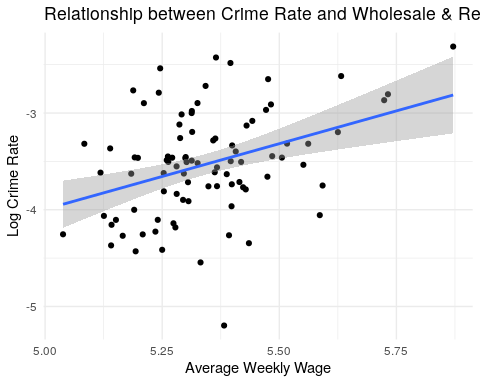 Relationship between Crime Rate and Wholesale & Re
Log Crime Rate
-3
-4
-5
5.00 5.25 5.50 5.75
Average Weekly Wage